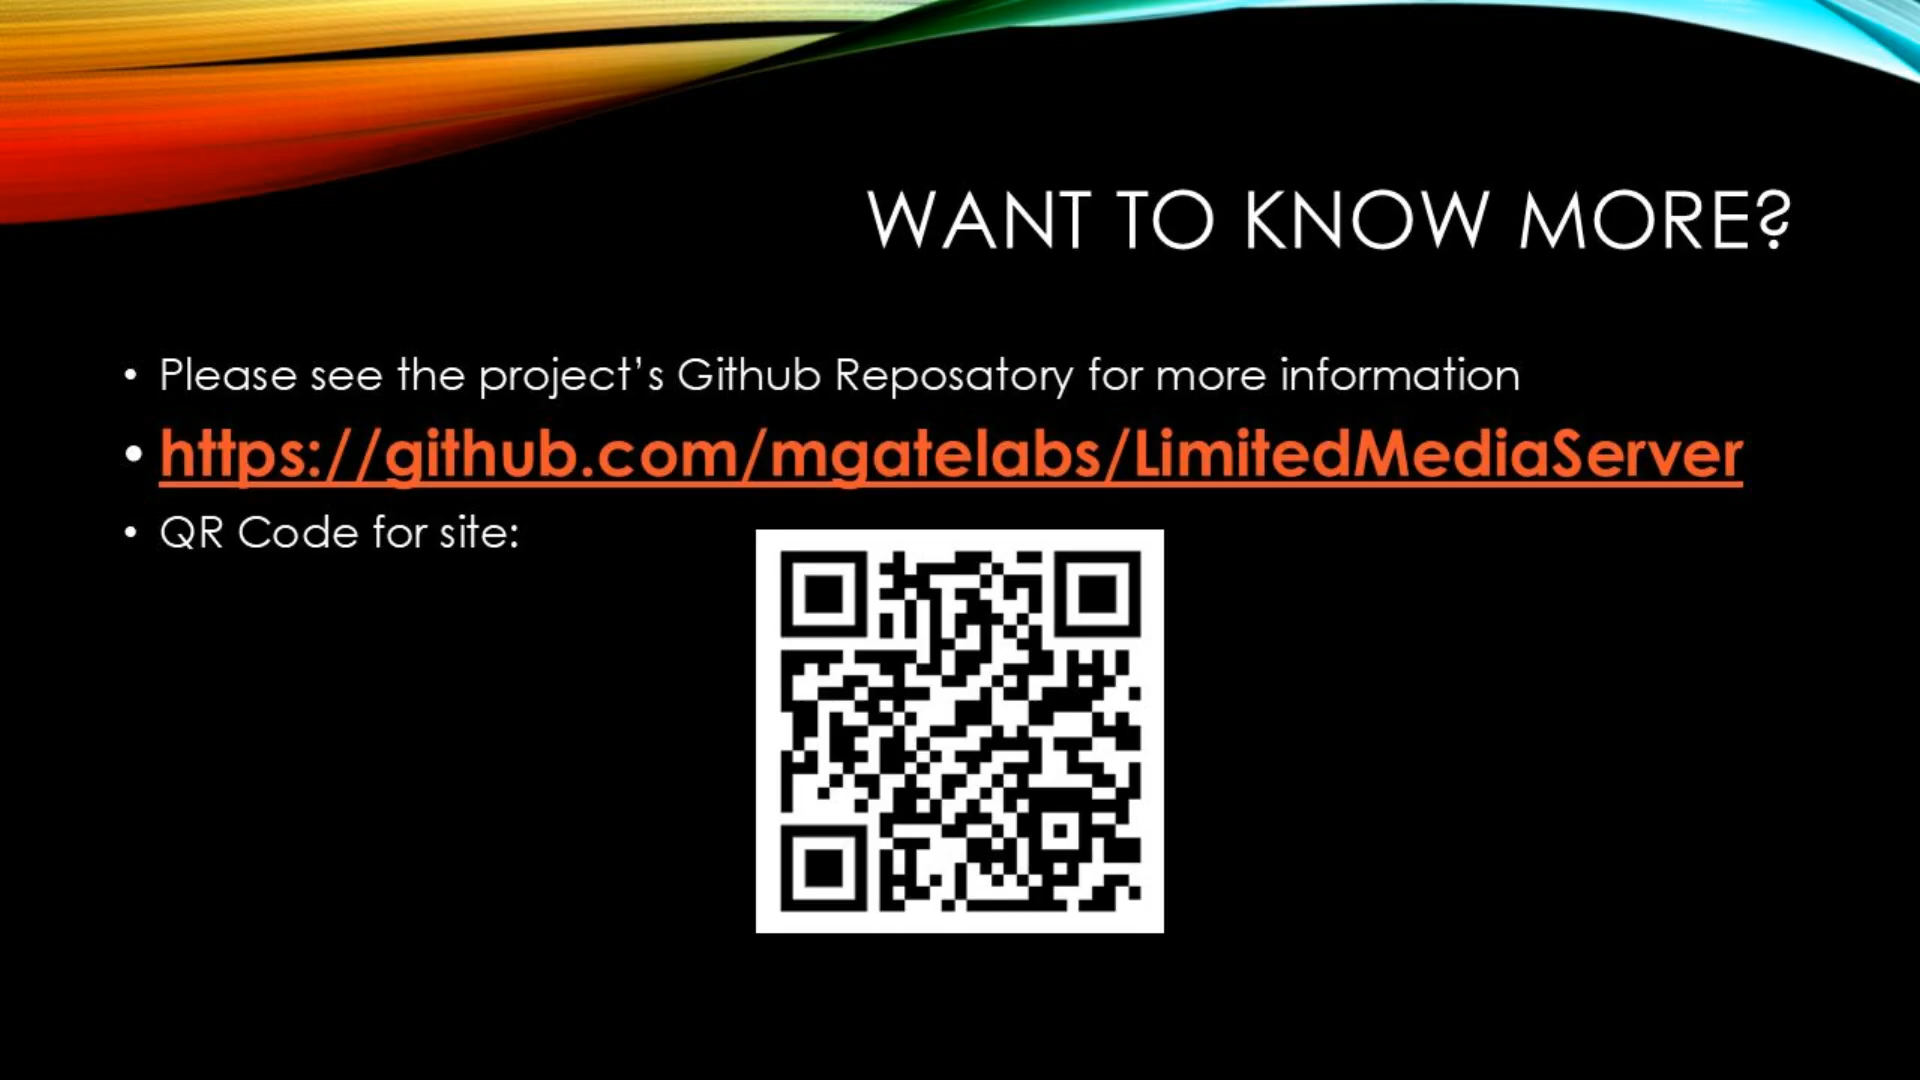 WANT TO KNOW MORE?
• Please see the project’s Github Reposatory for more information
• https://github.com/mgatelabs/LimitedMediaServer
• QR Code for site: